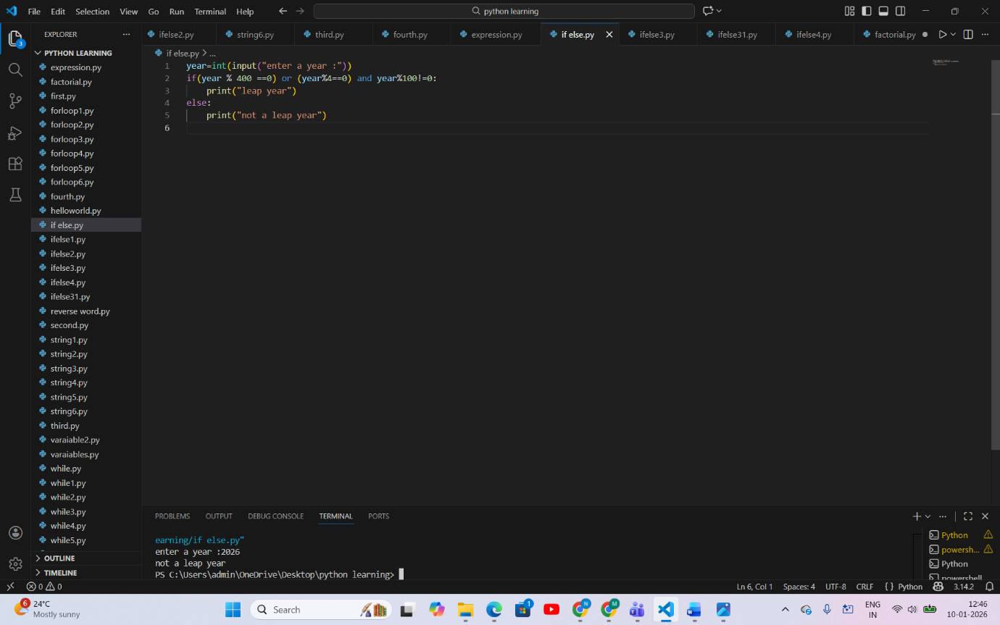 File Edit Selection View Go Run Terminal Help
python learning
EXPLORER
3
ifelse2.py string6.py third.py fourth.py expression.py if else.py ifelse3.py ifelse31.py ifelse4.py factorial.py
PYTHON LEARNING
expression.py
factorial.py
first.py
forloop1.py
forloop2.py
forloop3.py
forloop4.py
forloop5.py
forloop6.py
fourth.py
helloworld.py
if else.py
ifelse1.py
ifelse2.py
ifelse3.py
ifelse4.py
ifelse31.py
reverse word.py
second.py
string1.py
string2.py
string3.py
string4.py
string5.py
string6.py
third.py
varaiable2.py
varaiables.py
while.py
while1.py
while2.py
while3.py
while4.py
while5.py
OUTLINE
TIMELINE
if else.py > ...
1 year=int(input("enter a year :"))
2 if(year % 400 ==0) or (year%4==0) and year%100!=0:
3 print("leap year")
4 else:
5 print("not a leap year")
6
PROBLEMS OUTPUT DEBUG CONSOLE TERMINAL PORTS
earning/if else.py"
enter a year :2026
not a leap year
PS C:\Users\admin\OneDrive\Desktop\python learning>
Python
powersh...
Python
powershell
0 0
Ln 6, Col 1 Spaces: 4 UTF-8 CRLF { } Python 3.14.2
6
24°C
Mostly sunny
Search
1
N
M
ENG
IN
12:46
10-01-2026